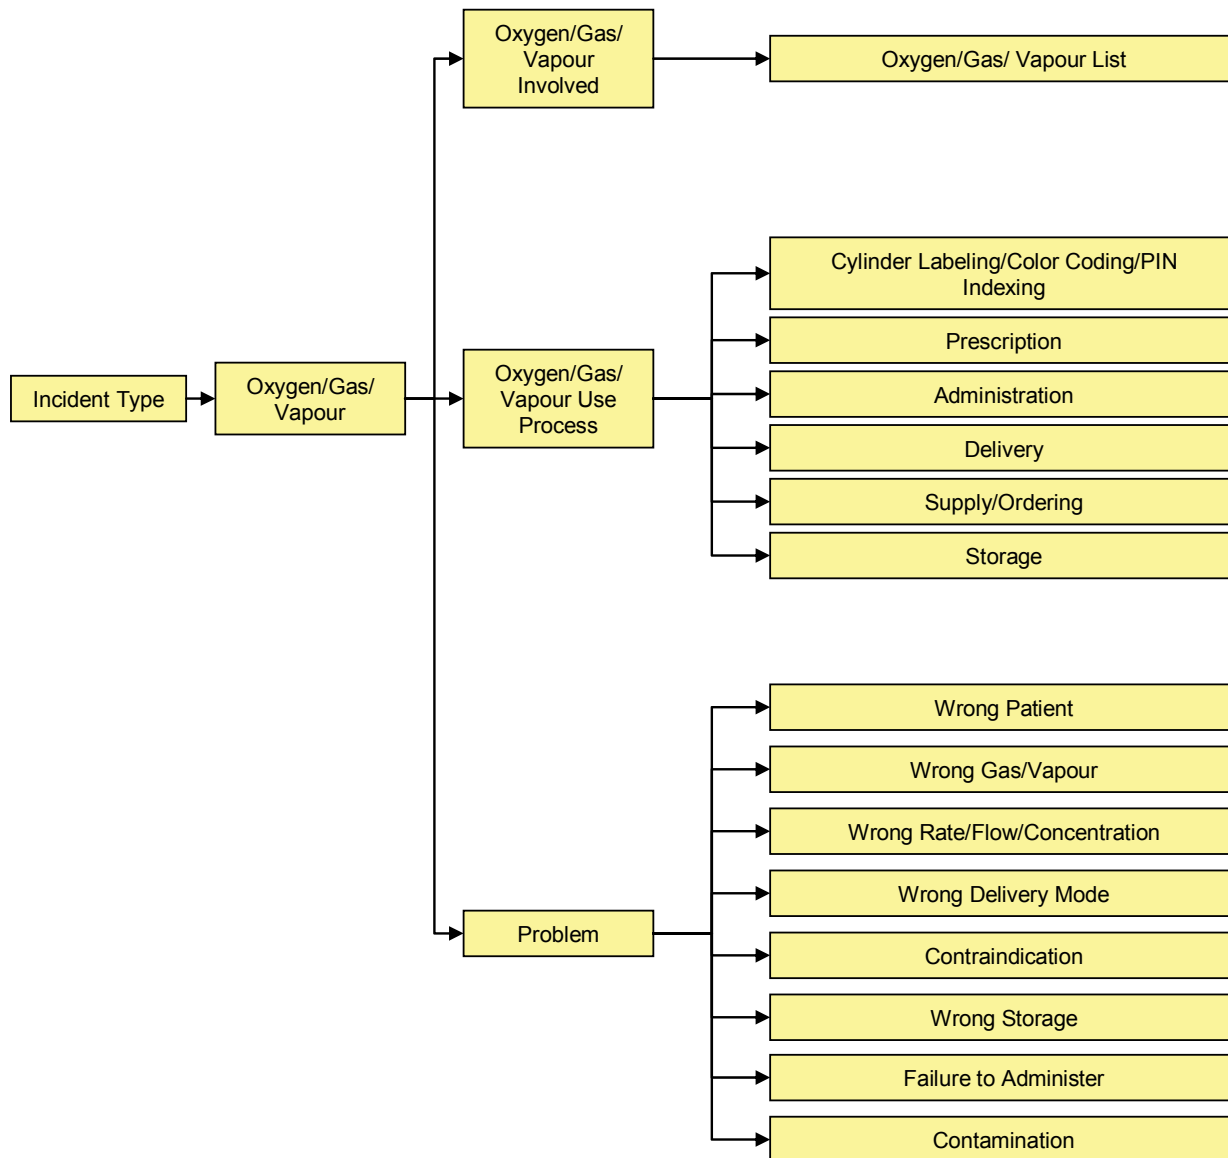 Incident Type
Oxygen/Gas/
Vapour
Oxygen/Gas/
Vapour
Involved
Oxygen/Gas/ Vapour List
Oxygen/Gas/
Vapour Use
Process
Cylinder Labeling/Color Coding/PIN
Indexing
Prescription
Administration
Delivery
Supply/Ordering
Storage
Problem
Wrong Patient
Wrong Gas/Vapour
Wrong Rate/Flow/Concentration
Wrong Delivery Mode
Contraindication
Wrong Storage
Failure to Administer
Contamination